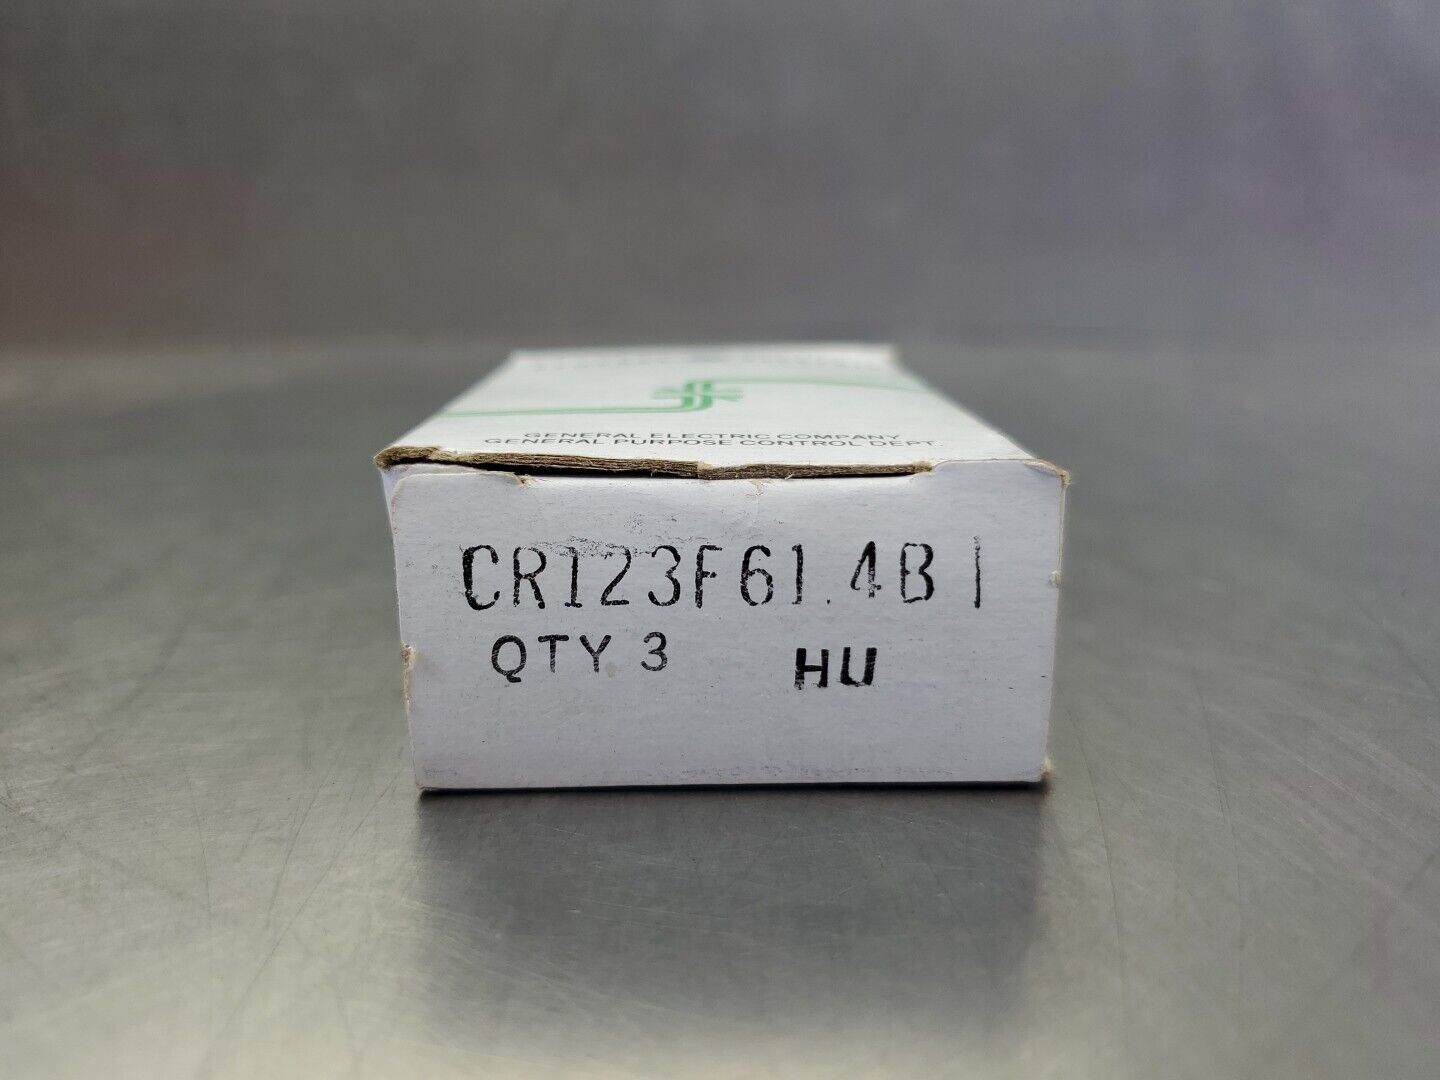 GENERAL ELECTRIC COMPANY
GENERAL PURPOSE CONTROL DEPT.
CR123F61.4B |
QTY 3 HU